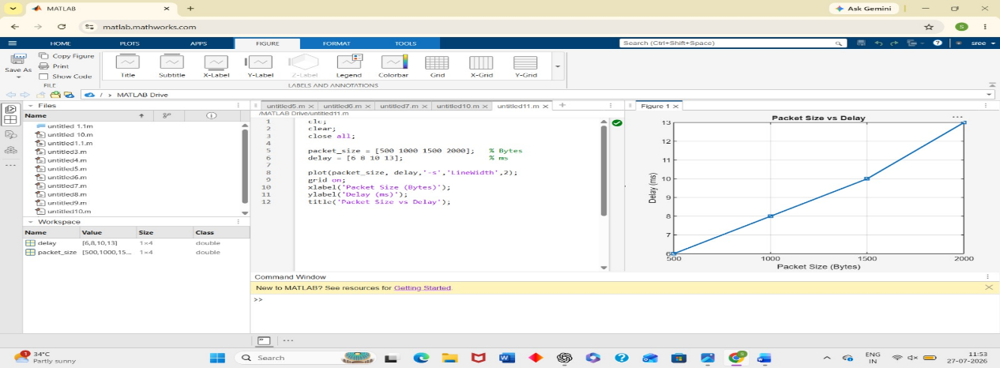 MATLAB
Ask Gemini
matlab.mathworks.com
S
HOME PLOTS APPS FIGURE FORMAT TOOLS
Search (Ctrl+Shift+Space)
sree
Save As
Copy Figure
Print
Show Code
FILE
Title Subtitle X-Label Y-Label Z-Label Legend Colorbar Grid X-Grid Y-Grid
LABELS AND ANNOTATIONS
/ > MATLAB Drive
Files
Name
untitled 1.1m
untitled 10.m
untitled1.1.m
untitled3.m
untitled4.m
untitled5.m
untitled6.m
untitled7.m
untitled8.m
untitled9.m
untitled10.m
Workspace
Name Value Size Class
delay [6,8,10,13] 1×4 double
packet_size [500,1000,15... 1×4 double
untitled5.m untitled6.m untitled7.m untitled10.m untitled11.m
/MATLAB Drive/untitled11.m
1 clc;
2 clear;
3 close all;
4
5 packet_size = [500 1000 1500 2000]; % Bytes
6 delay = [6 8 10 13]; % ms
7
8 plot(packet_size, delay,'-s','LineWidth',2);
9 grid on;
10 xlabel('Packet Size (Bytes)');
11 ylabel('Delay (ms)');
12 title('Packet Size vs Delay');
Figure 1
Packet Size vs Delay
Delay (ms)
13
12
11
10
9
8
7
6
500 1000 1500 2000
Packet Size (Bytes)
Command Window
New to MATLAB? See resources for Getting Started.
>>
1
34°C
Partly sunny
Search
ENG
IN
11:53
27-07-2026